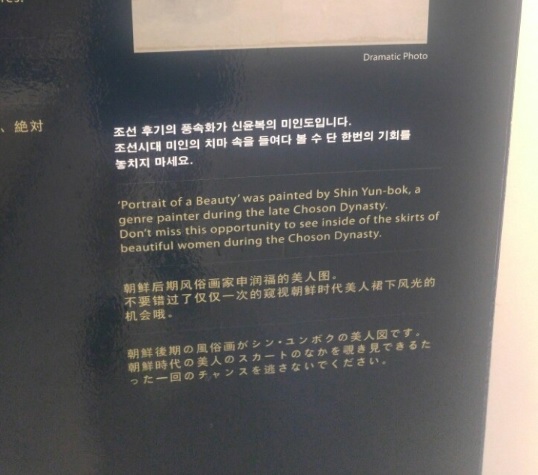 res.
Dramatic Photo
、絶対
조선 후기의 풍속화가 신윤복의 미인도입니다.
조선시대 미인의 치마 속을 들여다 볼 수 단 한번의 기회를
놓치지 마세요.
‘Portrait of a Beauty’ was painted by Shin Yun-bok, a
genre painter during the late Choson Dynasty.
Don’t miss this opportunity to see inside of the skirts of
beautiful women during the Choson Dynasty.
朝鲜后期风俗画家申润福的美人图。
不要错过了仅仅一次的窥视朝鲜时代美人裙下风光的
机会哦。
朝鮮後期の風俗画がシン・ユンボクの美人図です。
朝鮮時代の美人のスカートのなかを覗き見できるた
った一回のチャンスを逃さないでください。